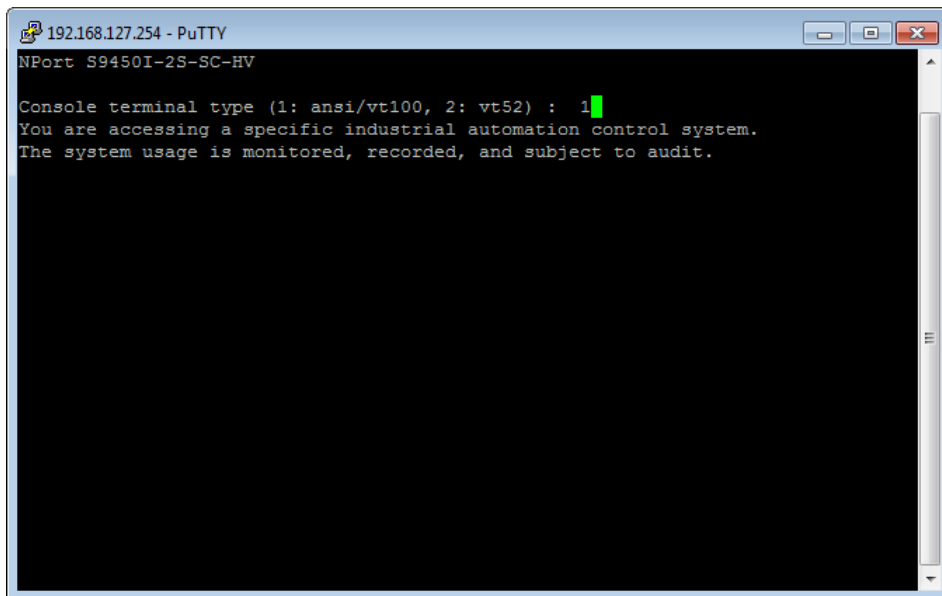 192.168.127.254 - PuTTY
NPort S9450I-2S-SC-HV
Console terminal type (1: ansi/vt100, 2: vt52) :  1
You are accessing a specific industrial automation control system.
The system usage is monitored, recorded, and subject to audit.